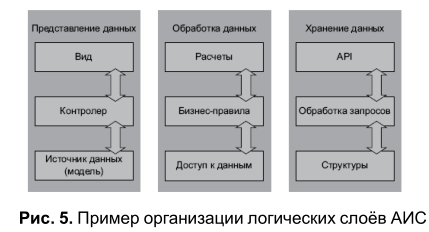 Представление данных
Вид
Контролер
Источник данных
(модель)
Обработка данных
Расчеты
Бизнес-правила
Доступ к данным
Хранение данных
API
Обработка запросов
Структуры
Рис. 5. Пример организации логических слоёв АИС